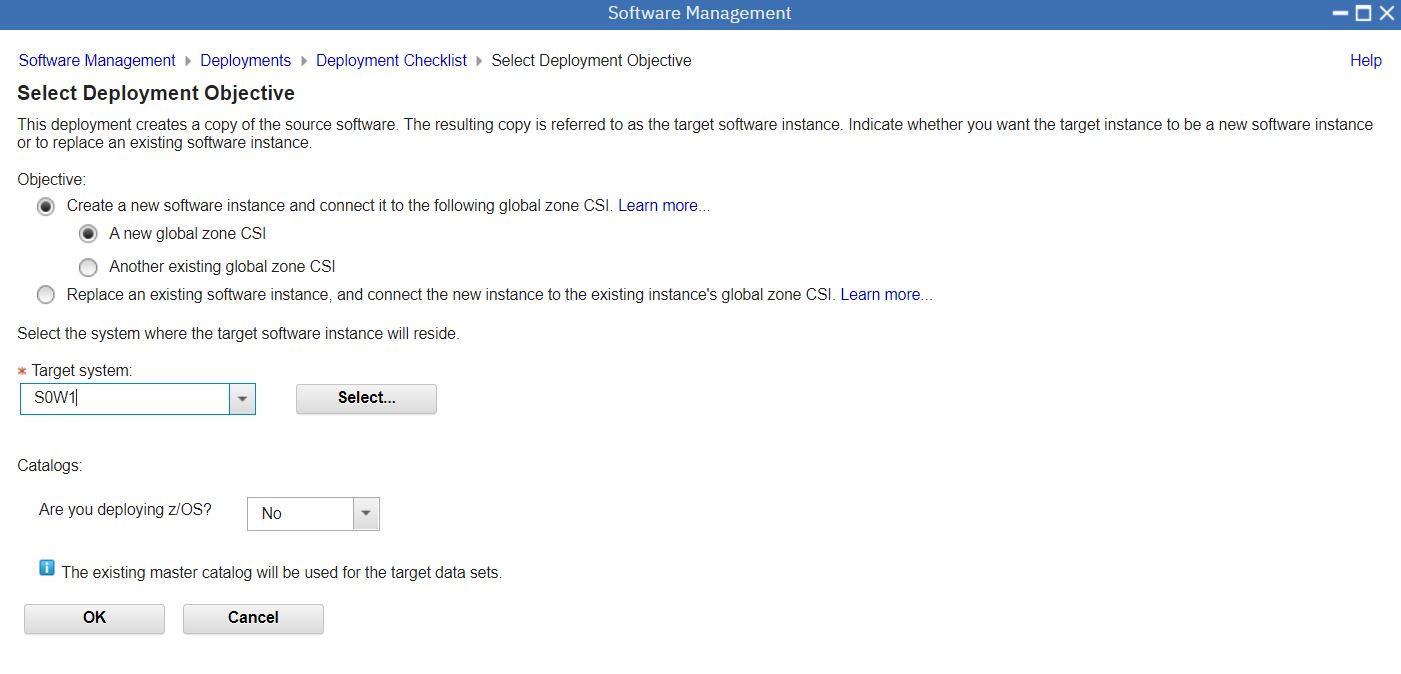 Software Management
Software Management Deployments Deployment Checklist Select Deployment Objective Help
Select Deployment Objective
This deployment creates a copy of the source software. The resulting copy is referred to as the target software instance. Indicate whether you want the target instance to be a new software instance
or to replace an existing software instance.
Objective:
Create a new software instance and connect it to the following global zone CSI. Learn more...
A new global zone CSI
Another existing global zone CSI
Replace an existing software instance, and connect the new instance to the existing instance's global zone CSI. Learn more...
Select the system where the target software instance will reside.
* Target system:
S0W1 Select...
Catalogs:
Are you deploying z/OS? No
i The existing master catalog will be used for the target data sets.
OK Cancel